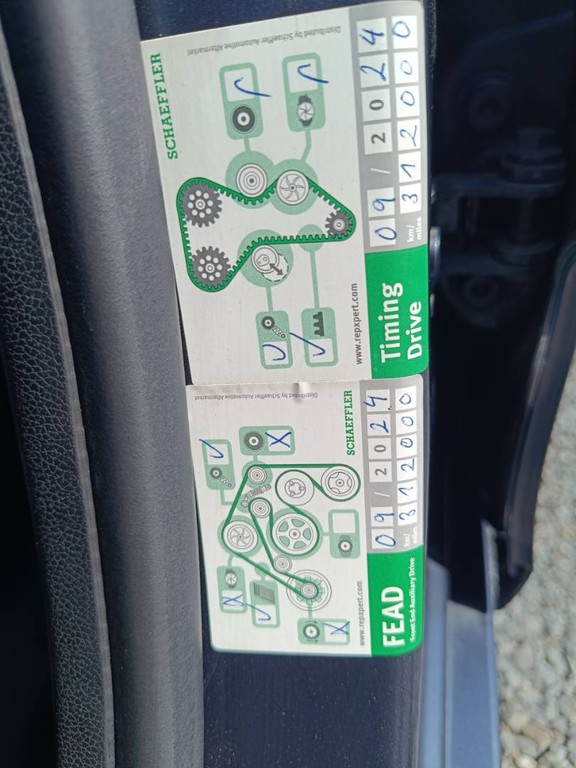 SCHAEFFLER
Distributed by Schaeffler Automotive Aftermarket
www.repxpert.com
Timing
Drive
09/2024
km/
miles
312000
Distributed by Schaeffler Automotive Aftermarket
SCHAEFFLER
www.repxpert.com
FEAD
Front End Auxiliary Drive
09/2024
km/
miles
312000